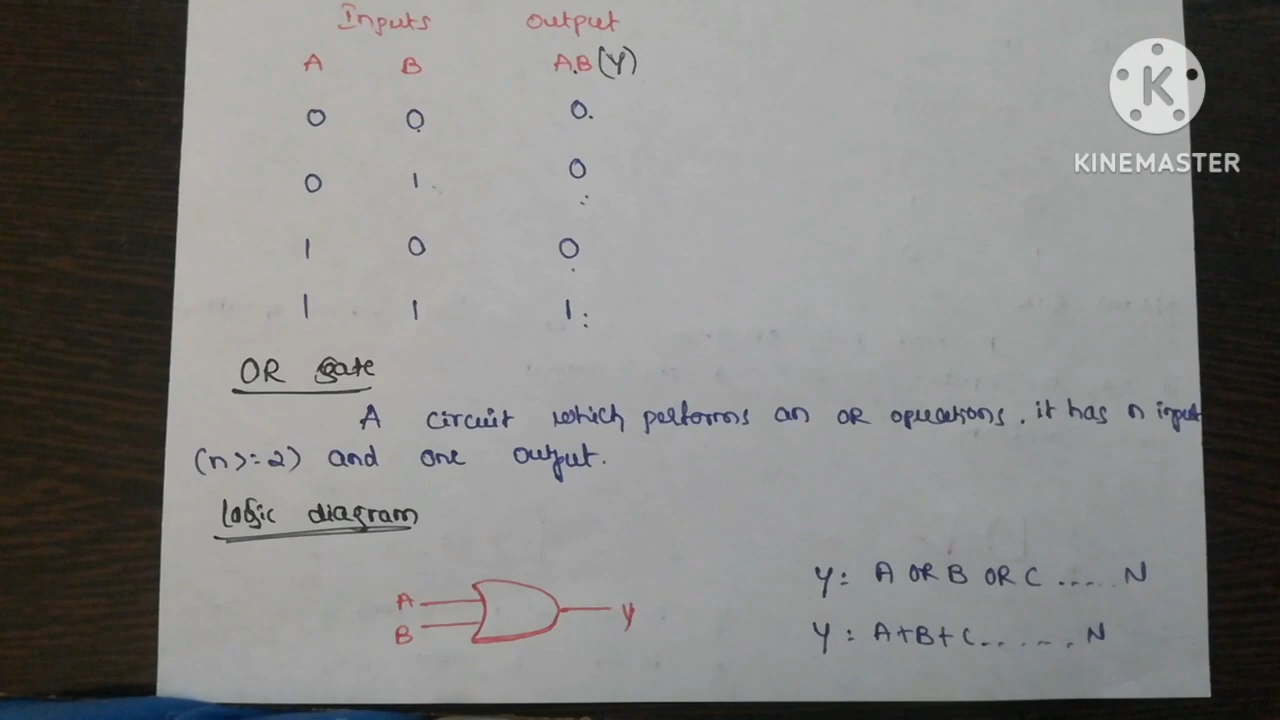 Inputs Output
A B A.B (Y)
0 0 0.
0 1 0
1 0 0
1 1 1
K
KINEMASTER
OR gate
A circuit which performs an OR operations. it has n input
(n>=2) and one output.
Logic diagram
A
B
Y
Y = A OR B OR C ..... N
Y = A+B+C...... N